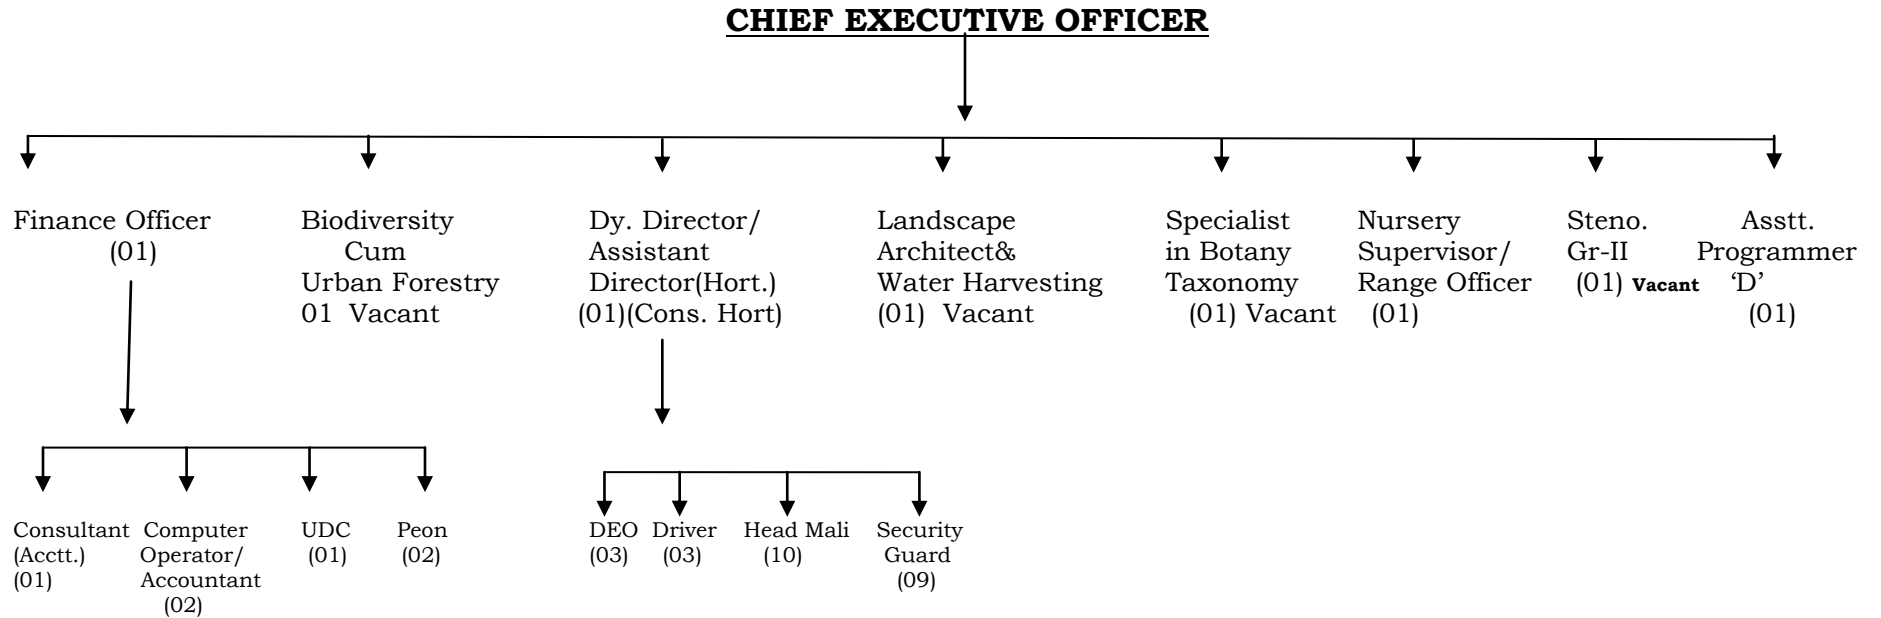 CHIEF EXECUTIVE OFFICER
Finance Officer
(01)
Biodiversity
Cum
Urban Forestry
01 Vacant
Dy. Director/
Assistant
Director(Hort.)
(01)(Cons. Hort)
Landscape
Architect&
Water Harvesting
(01) Vacant
Specialist
in Botany
Taxonomy
(01) Vacant
Nursery
Supervisor/
Range Officer
(01)
Steno.
Gr-II
(01) Vacant
Asstt.
Programmer
‘D’
(01)
Consultant
(Acctt.)
(01)
Computer
Operator/
Accountant
(02)
UDC
(01)
Peon
(02)
DEO
(03)
Driver
(03)
Head Mali
(10)
Security
Guard
(09)